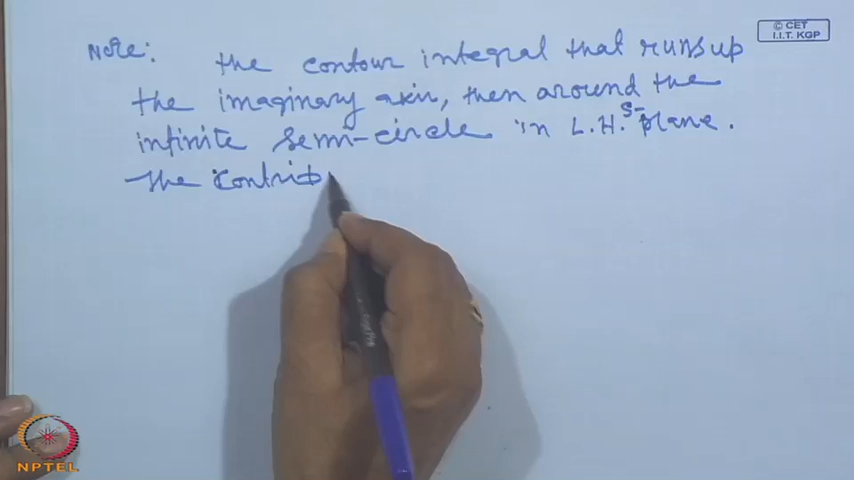 Note: the contour integral that runs up
the imaginary axis, then around the
infinite semi-circle in L.H. S-plane.
The contrib
© CET
I.I.T. KGP
NPTEL